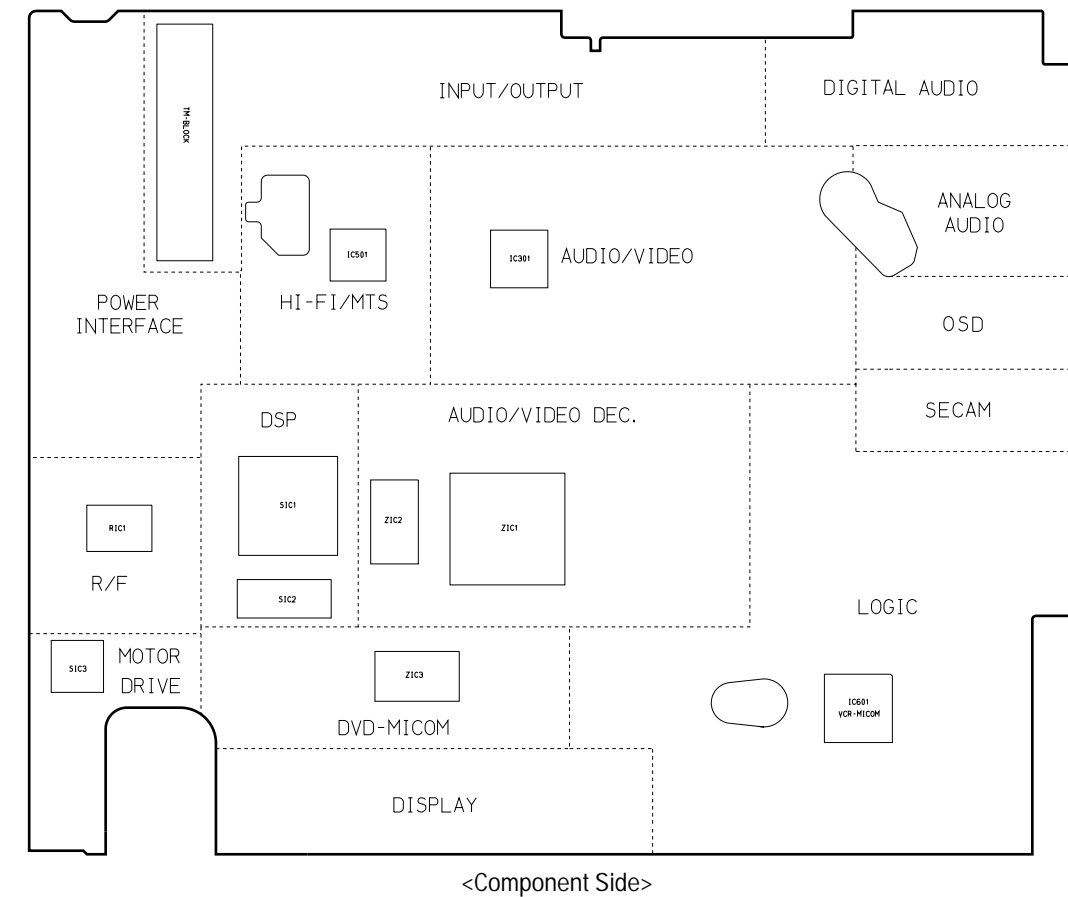 INPUT/OUTPUT
DIGITAL AUDIO
TM-BLOCK
ANALOG
AUDIO
IC501
IC301
AUDIO/VIDEO
HI-FI/MTS
POWER
INTERFACE
OSD
DSP
AUDIO/VIDEO DEC.
SECAM
SIC1
ZIC2
ZIC1
RIC1
R/F
SIC2
LOGIC
SIC3
MOTOR
DRIVE
ZIC3
DVD-MICOM
IC601
VCR-MICOM
DISPLAY
<Component Side>